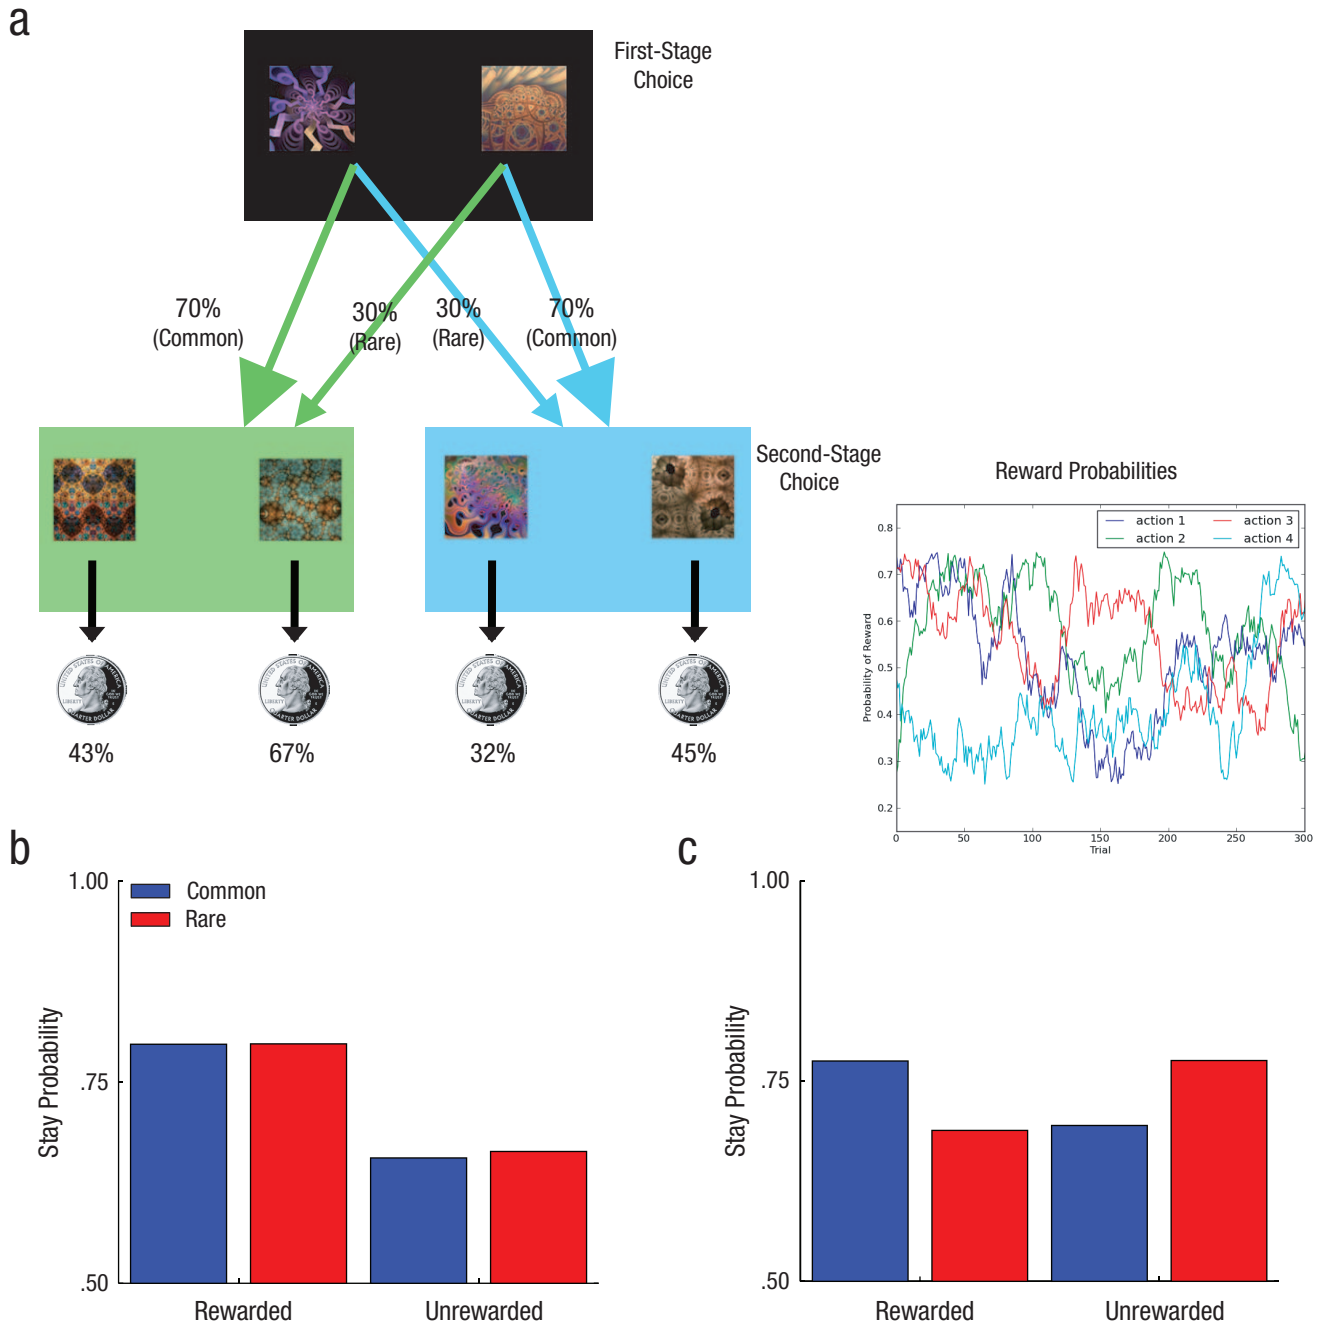 a
First-Stage
Choice
70%
(Common)
30%
(Rare)
30%
(Rare)
70%
(Common)
Second-Stage
Choice
43%
67%
32%
45%
Reward Probabilities
action 1
action 2
action 3
action 4
Probability of Reward
0.8
0.7
0.6
0.5
0.4
0.3
0.2
0
50
100
150
200
250
300
Trial
b
1.00
.75
.50
Stay Probability
Common
Rare
Rewarded
Unrewarded
c
1.00
.75
.50
Stay Probability
Rewarded
Unrewarded